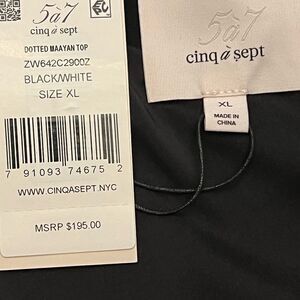 5à7
cinq à sept
DOTTED MAAYAN TOP
ZW642C2900Z
BLACK/WHITE
SIZE XL
7 91093 74675 2
WWW.CINQASEPT.NYC
MSRP $195.00
5à7
cinq à sept
XL
MADE IN
CHINA